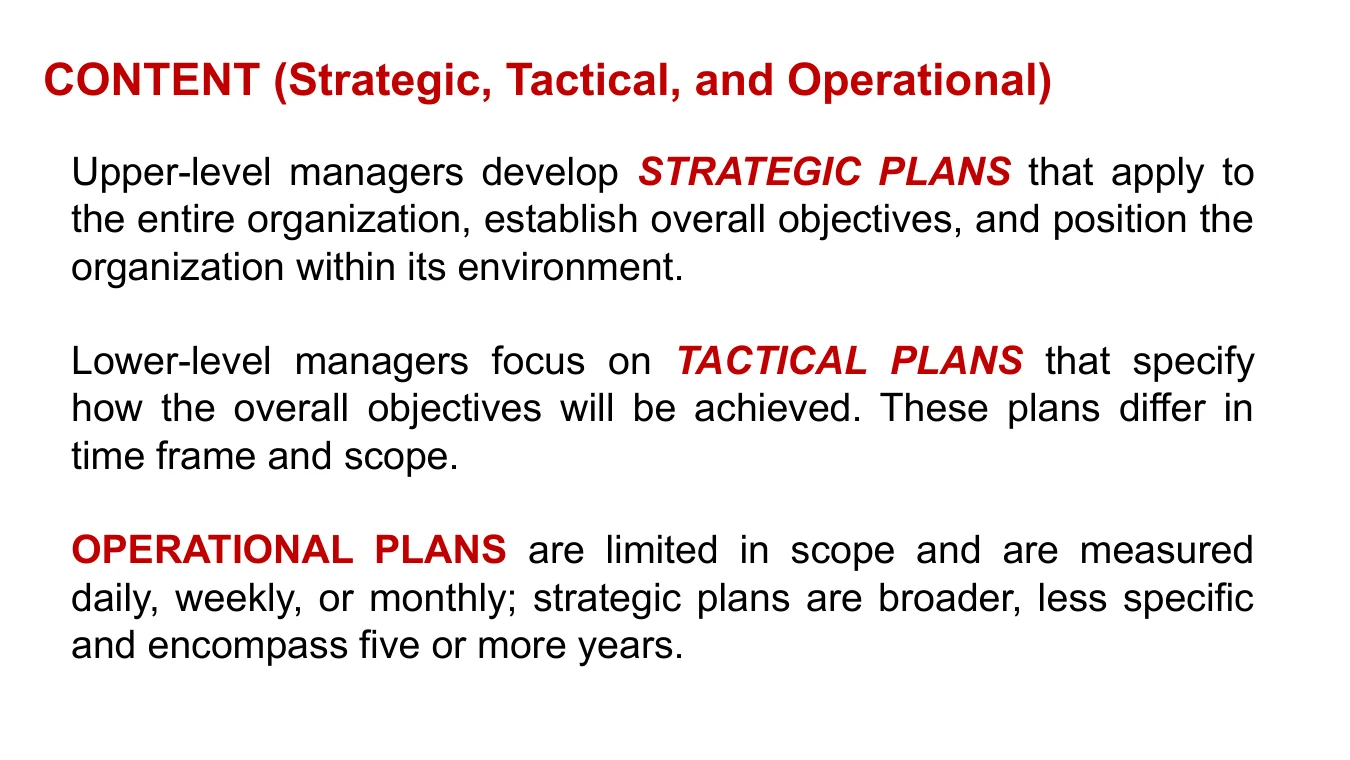 CONTENT (Strategic, Tactical, and Operational)
Upper-level managers develop STRATEGIC PLANS that apply to
the entire organization, establish overall objectives, and position the
organization within its environment.
Lower-level managers focus on TACTICAL PLANS that specify
how the overall objectives will be achieved. These plans differ in
time frame and scope.
OPERATIONAL PLANS are limited in scope and are measured
daily, weekly, or monthly; strategic plans are broader, less specific
and encompass five or more years.